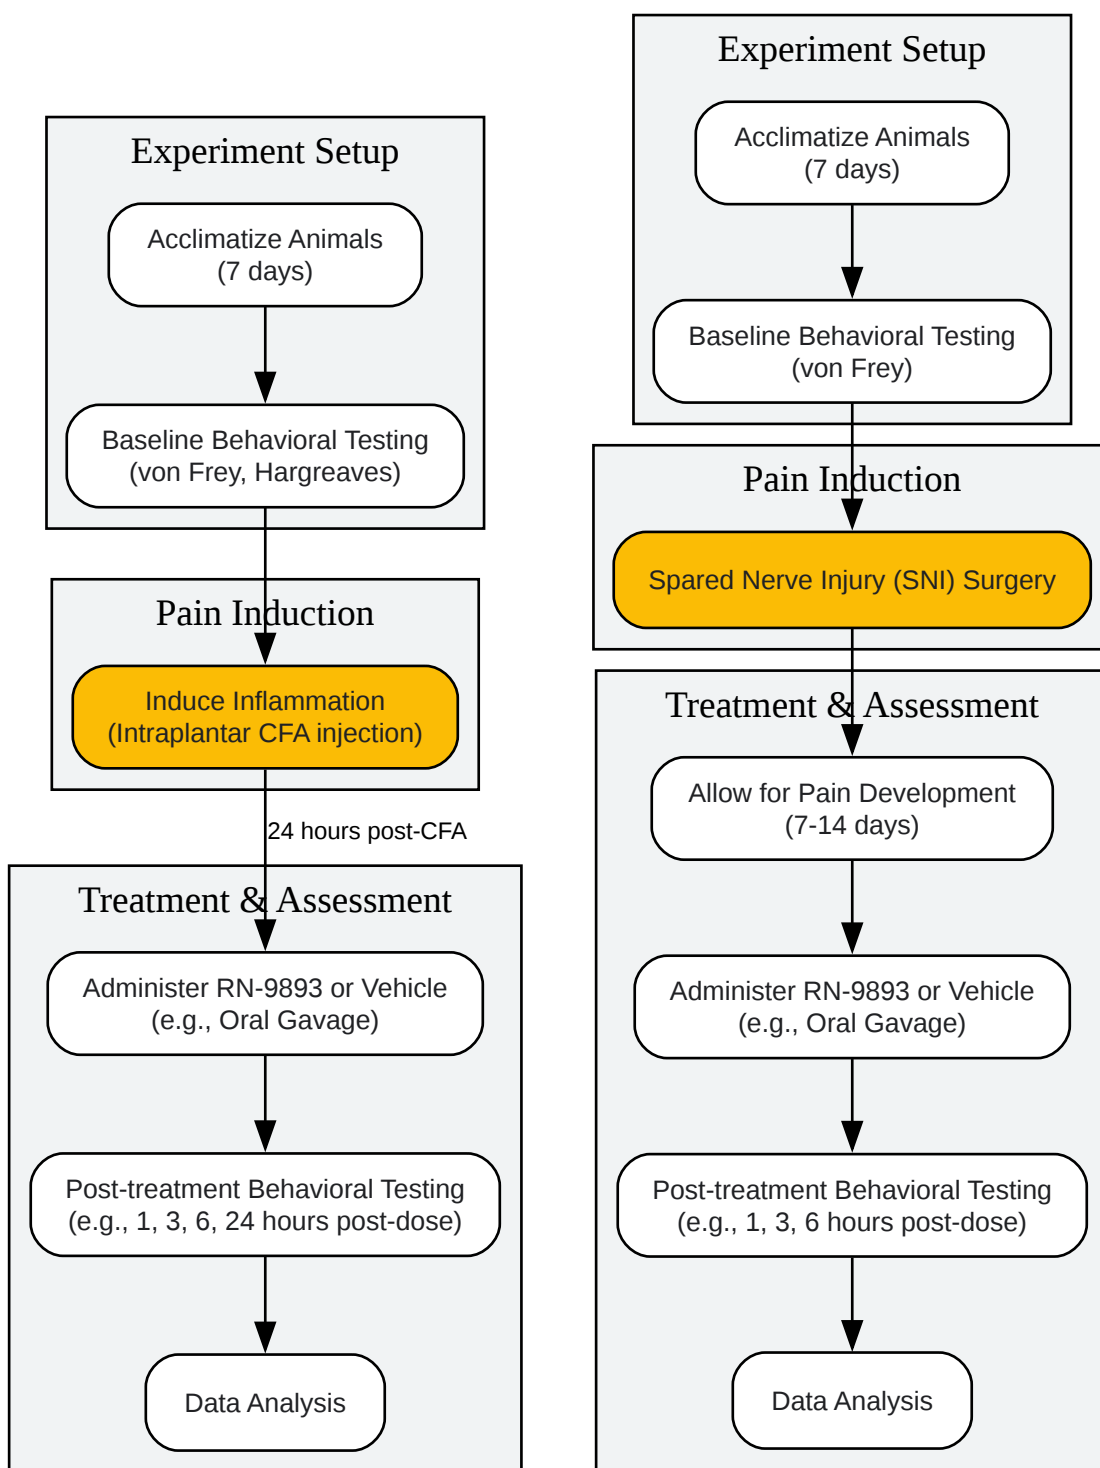 Experiment Setup
Acclimatize Animals
(7 days)
Baseline Behavioral Testing
(von Frey, Hargreaves)
Pain Induction
Induce Inflammation
(Intraplantar CFA injection)
24 hours post-CFA
Treatment & Assessment
Administer RN-9893 or Vehicle
(e.g., Oral Gavage)
Post-treatment Behavioral Testing
(e.g., 1, 3, 6, 24 hours post-dose)
Data Analysis
Experiment Setup
Acclimatize Animals
(7 days)
Baseline Behavioral Testing
(von Frey)
Pain Induction
Spared Nerve Injury (SNI) Surgery
Treatment & Assessment
Allow for Pain Development
(7-14 days)
Administer RN-9893 or Vehicle
(e.g., Oral Gavage)
Post-treatment Behavioral Testing
(e.g., 1, 3, 6 hours post-dose)
Data Analysis